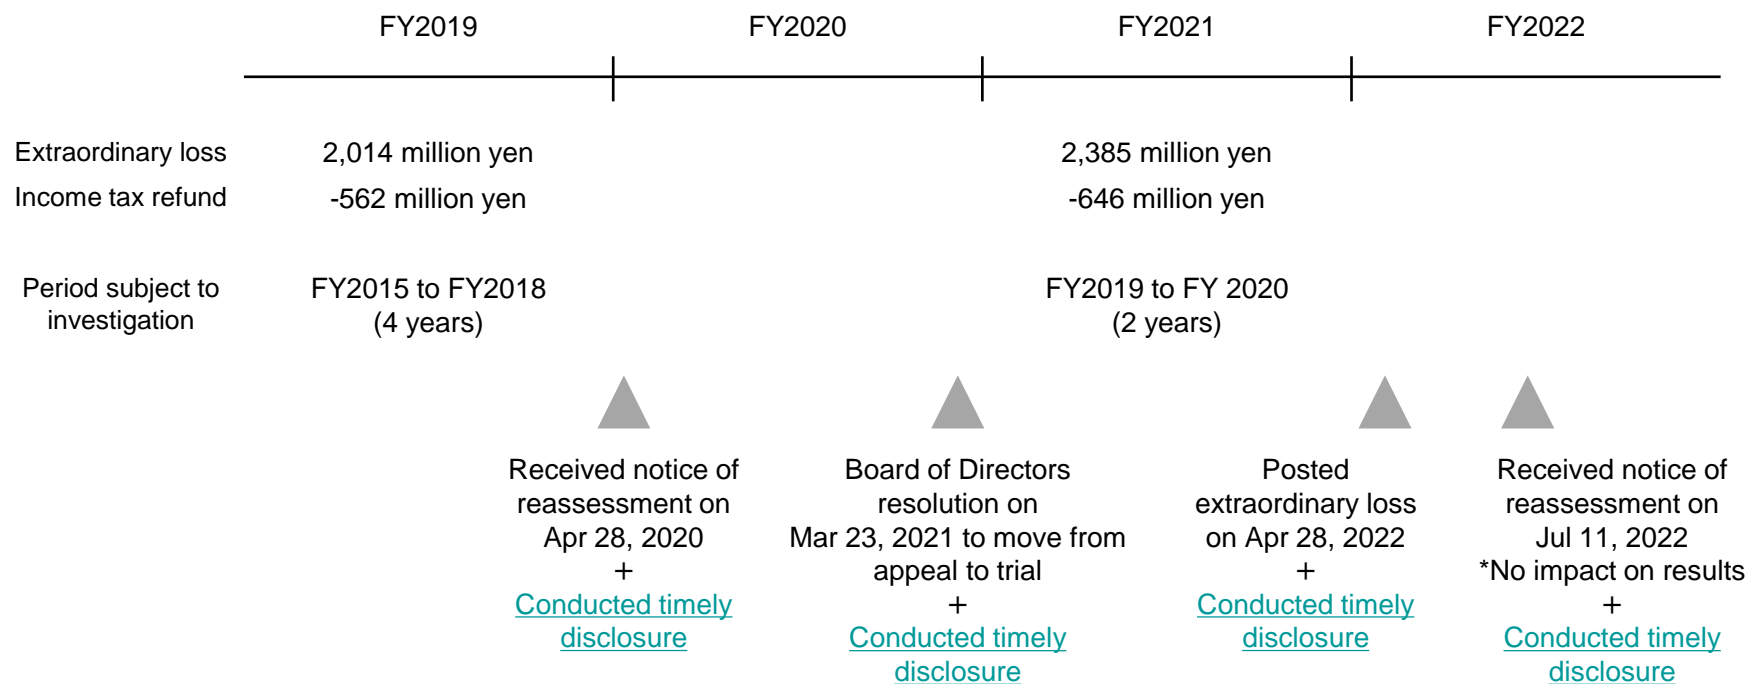 FY2019
FY2020
FY2021
FY2022
Extraordinary loss
2,014 million yen
2,385 million yen
Income tax refund
-562 million yen
-646 million yen
Period subject to
investigation
FY2015 to FY2018
(4 years)
FY2019 to FY 2020
(2 years)
Received notice of
reassessment on
Apr 28, 2020
+
Conducted timely
disclosure
Board of Directors
resolution on
Mar 23, 2021 to move from
appeal to trial
+
Conducted timely
disclosure
Posted
extraordinary loss
on Apr 28, 2022
+
Conducted timely
disclosure
Received notice of
reassessment on
Jul 11, 2022
*No impact on results
+
Conducted timely
disclosure